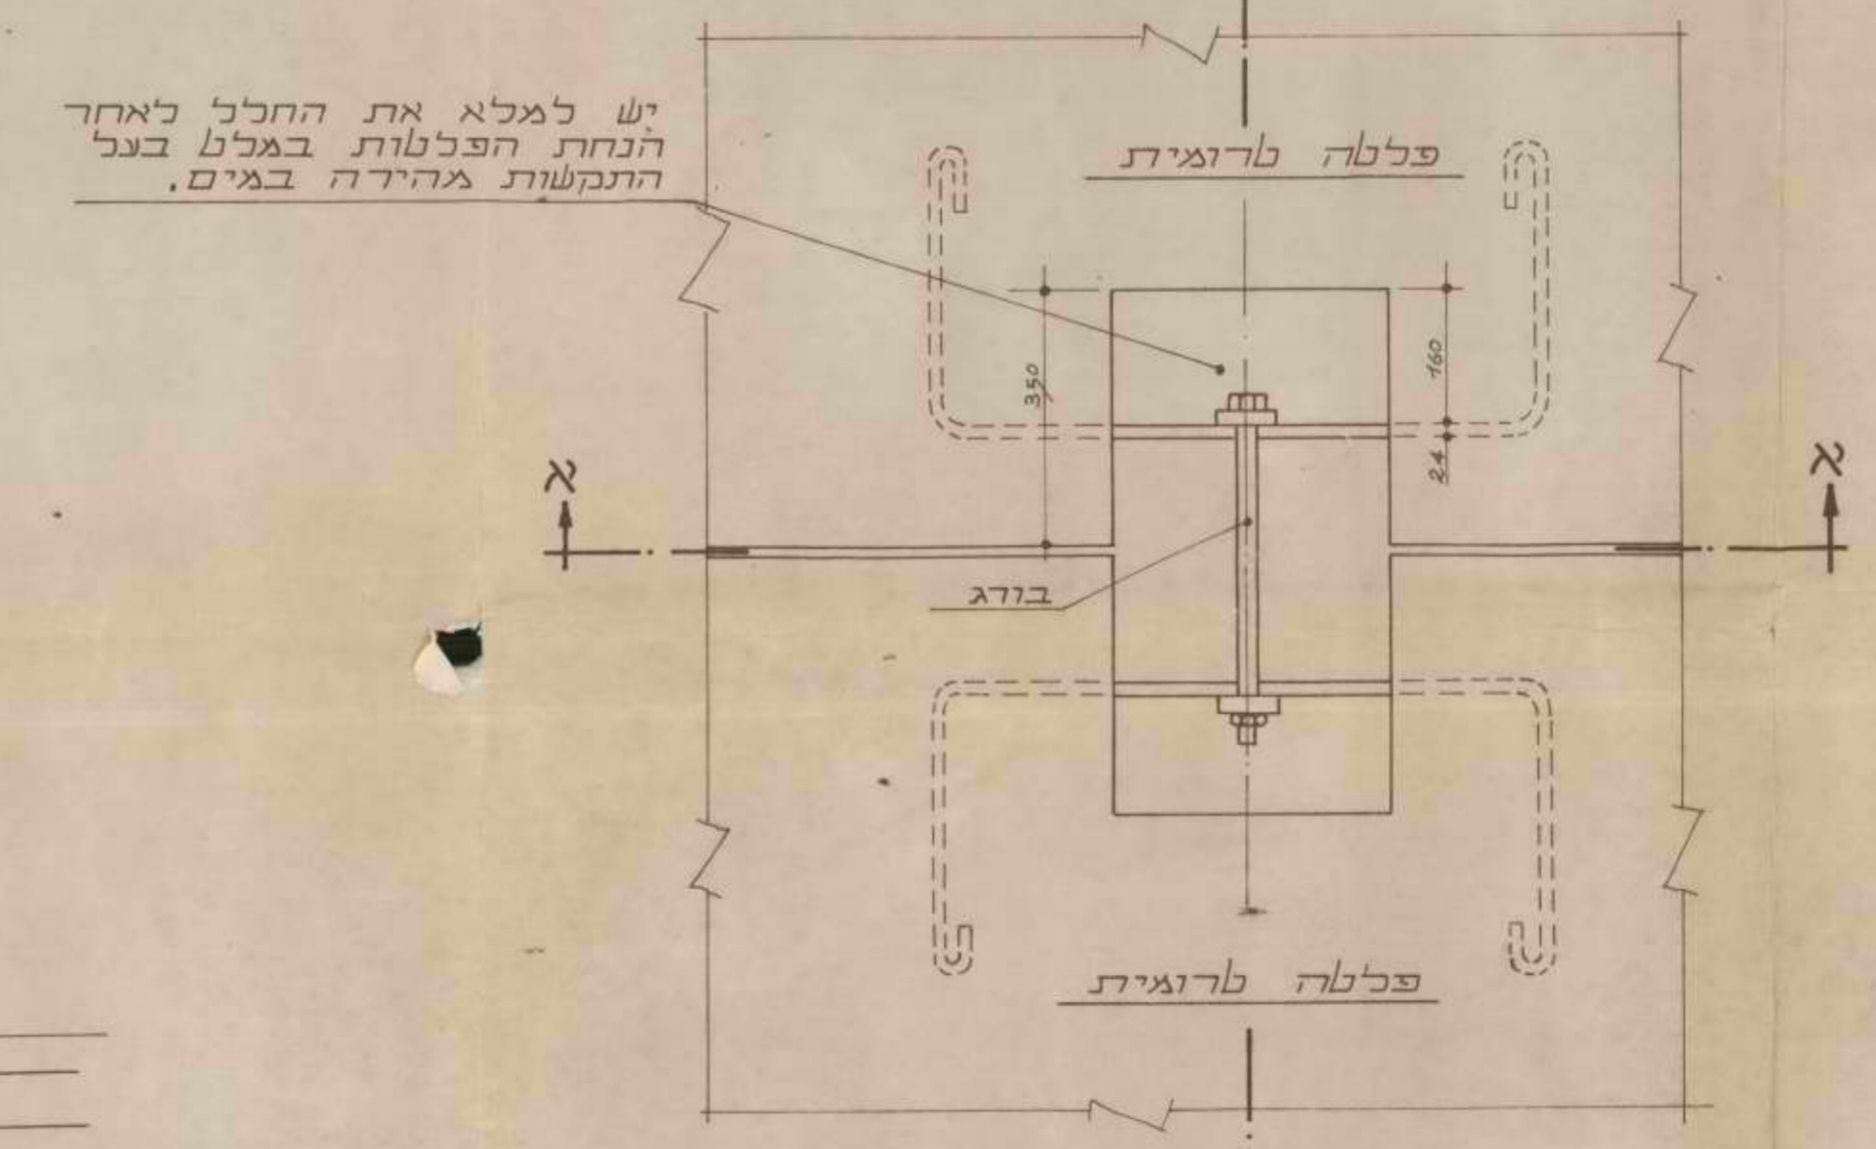 יש למלא את החלל לאחר
הנחת הפלטות במלט בעל
התקשות מהירה במים.
פלטה טרומית
350
160
24
א
א
בורג
פלטה טרומית